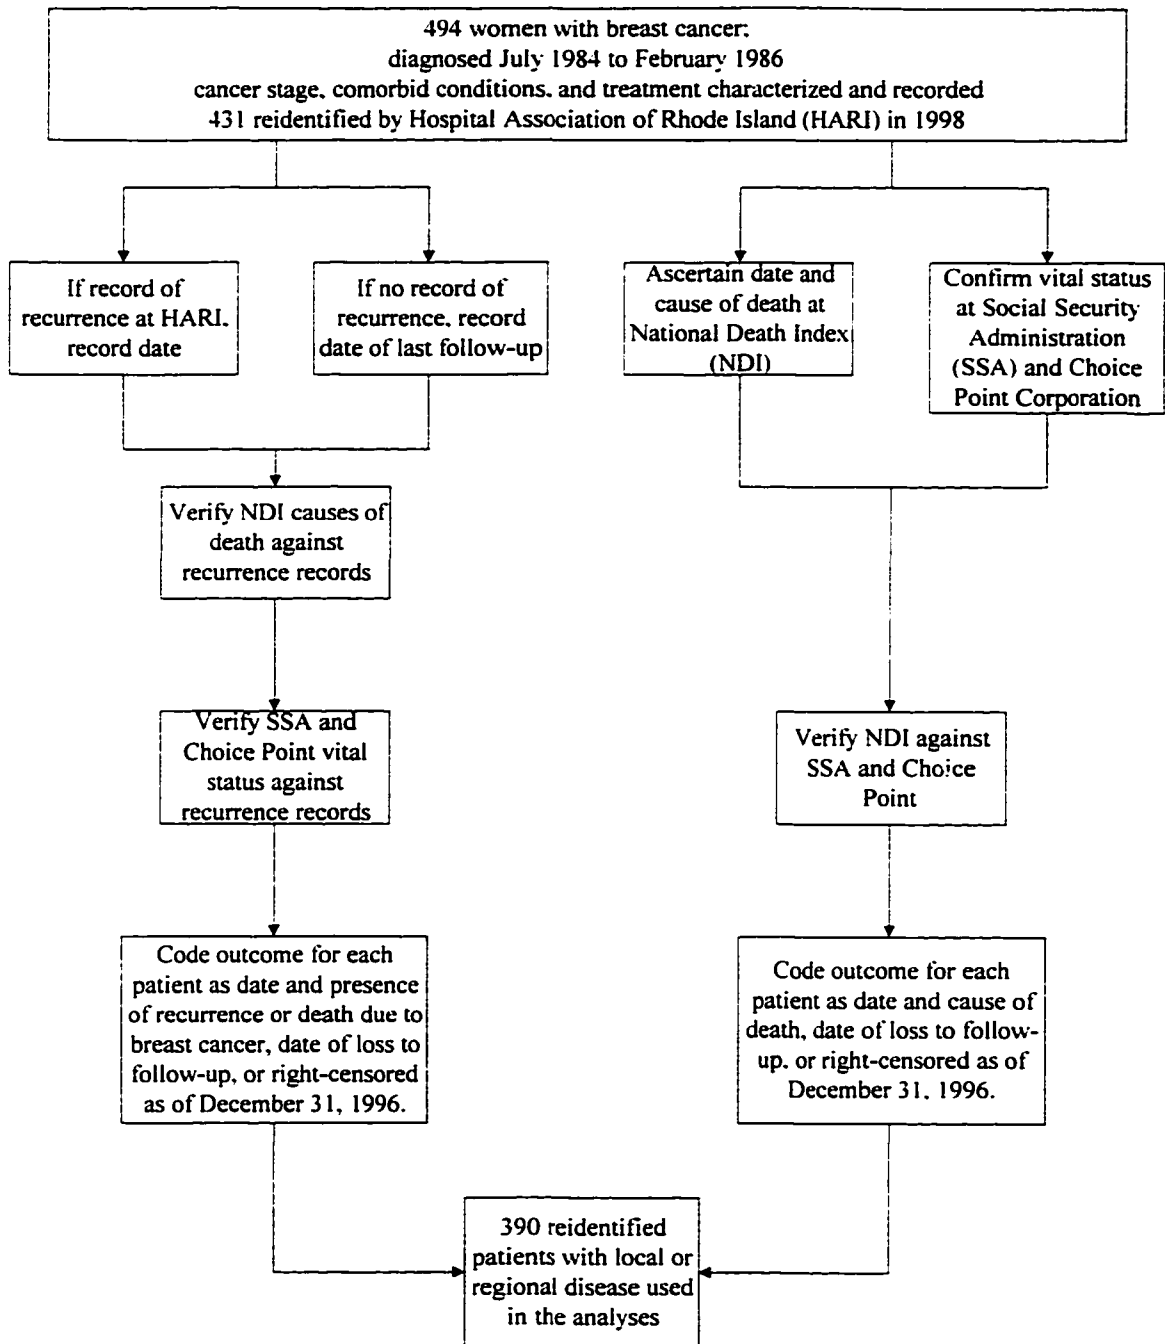 494 women with breast cancer:
diagnosed July 1984 to February 1986
cancer stage, comorbid conditions, and treatment characterized and recorded
431 reidentified by Hospital Association of Rhode Island (HARI) in 1998
If record of
recurrence at HARI,
record date
If no record of
recurrence, record
date of last follow-up
Ascertain date and
cause of death at
National Death Index
(NDI)
Confirm vital status
at Social Security
Administration
(SSA) and Choice
Point Corporation
Verify NDI causes of
death against
recurrence records
Verify SSA and
Choice Point vital
status against
recurrence records
Verify NDI against
SSA and Choice
Point
Code outcome for each
patient as date and presence
of recurrence or death due to
breast cancer, date of loss to
follow-up, or right-censored
as of December 31, 1996.
Code outcome for each
patient as date and cause of
death, date of loss to follow-
up, or right-censored as of
December 31, 1996.
390 reidentified
patients with local or
regional disease used
in the analyses